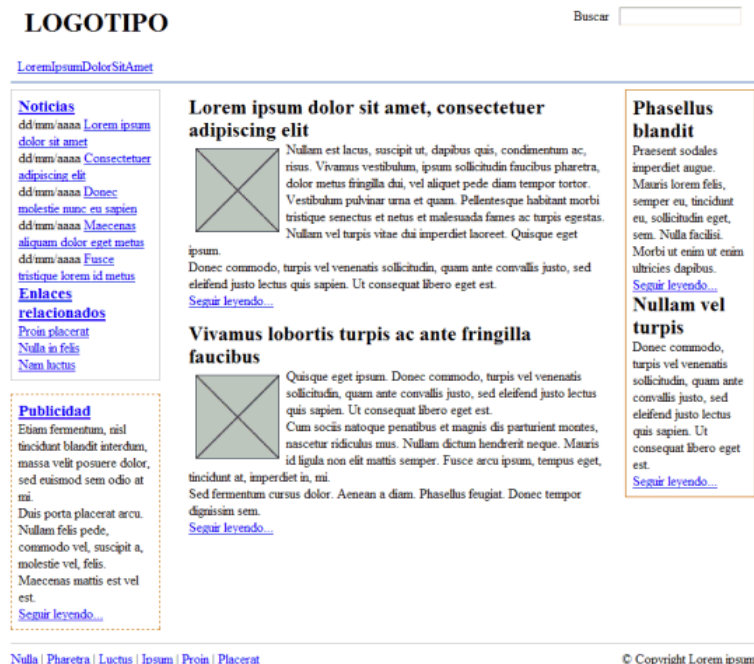 LOGOTIPO
Buscar
LoremIpsumDolorSitAmet
Noticias
dd/mm/aaaa Lorem ipsum
dolor sit amet
dd/mm/aaaa Consectetuer
adipiscing elit
dd/mm/aaaa Donec
molestie nunc eu sapien
dd/mm/aaaa Maecenas
aliquam dolor eget metus
dd/mm/aaaa Fusce
tristique lorem id metus
Enlaces
relacionados
Proin placerat
Nulla in felis
Nam luctus
Publicidad
Etiam fermentum, nisl
tincidunt blandit interdum,
massa velit posuere dolor,
sed euismod sem odio at
mi.
Duis porta placerat arcu.
Nullam felis pede,
commodo vel, suscipit a,
molestie vel, felis.
Maecenas mattis est vel
est.
Seguir leyendo...
Lorem ipsum dolor sit amet, consectetuer
adipiscing elit
Nullam est lacus, suscipit ut, dapibus quis, condimentum ac,
risus. Vivamus vestibulum, ipsum sollicitudin faucibus pharetra,
dolor metus fringilla dui, vel aliquet pede diam tempor tortor.
Vestibulum pulvinar urna et quam. Pellentesque habitant morbi
tristique senectus et netus et malesuada fames ac turpis egestas.
Nullam vel turpis vitae dui imperdiet laoreet. Quisque eget
ipsum.
Donec commodo, turpis vel venenatis sollicitudin, quam ante convallis justo, sed
eleifend justo lectus quis sapien. Ut consequat libero eget est.
Seguir leyendo...
Vivamus lobortis turpis ac ante fringilla
faucibus
Quisque eget ipsum. Donec commodo, turpis vel venenatis
sollicitudin, quam ante convallis justo, sed eleifend justo lectus
quis sapien. Ut consequat libero eget est.
Cum sociis natoque penatibus et magnis dis parturient montes,
nascetur ridiculus mus. Nullam dictum hendrerit neque. Mauris
id ligula non elit mattis semper. Fusce arcu ipsum, tempus eget,
tincidunt at, imperdiet in, mi.
Sed fermentum cursus dolor. Aenean a diam. Phasellus feugiat. Donec tempor
dignissim sem.
Seguir leyendo...
Phasellus
blandit
Praesent sodales
imperdiet augue.
Mauris lorem felis,
semper eu, tincidunt
eu, sollicitudin eget,
sem. Nulla facilisi.
Morbi ut enim ut enim
ultricies dapibus.
Seguir leyendo...
Nullam vel
turpis
Donec commodo,
turpis vel venenatis
sollicitudin, quam ante
convallis justo, sed
eleifend justo lectus
quis sapien. Ut
consequat libero eget
est.
Seguir leyendo...
Nulla | Pharetra | Luctus | Ipsum | Proin | Placerat
© Copyright Lorem ipsum